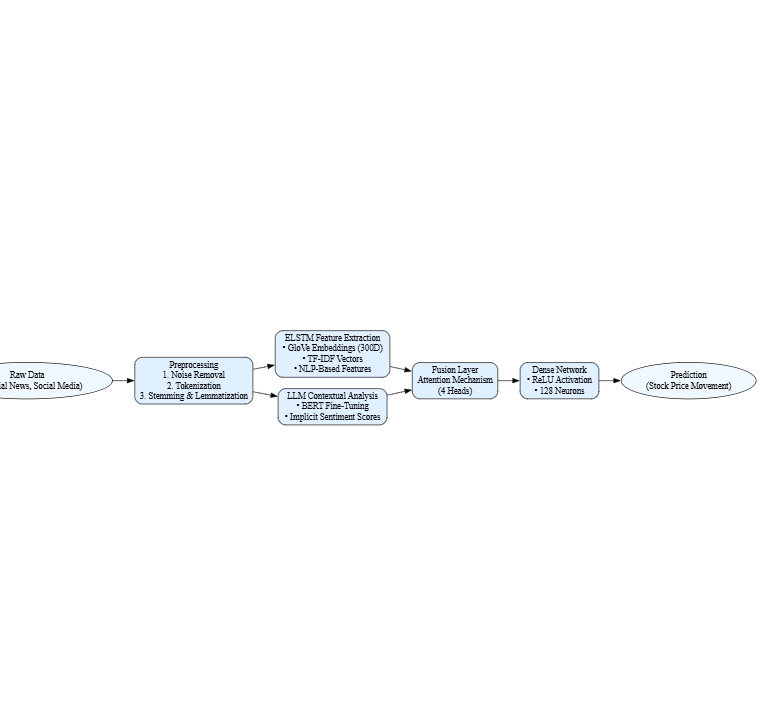 Raw Data
News, Social Media)
Preprocessing
1. Noise Removal
2. Tokenization
3. Stemming & Lemmatization
ELSTM Feature Extraction
• GloVe Embeddings (300D)
• TF-IDF Vectors
• NLP-Based Features
LLM Contextual Analysis
• BERT Fine-Tuning
• Implicit Sentiment Scores
Fusion Layer
Attention Mechanism
(4 Heads)
Dense Network
• ReLU Activation
• 128 Neurons
Prediction
(Stock Price Movement)